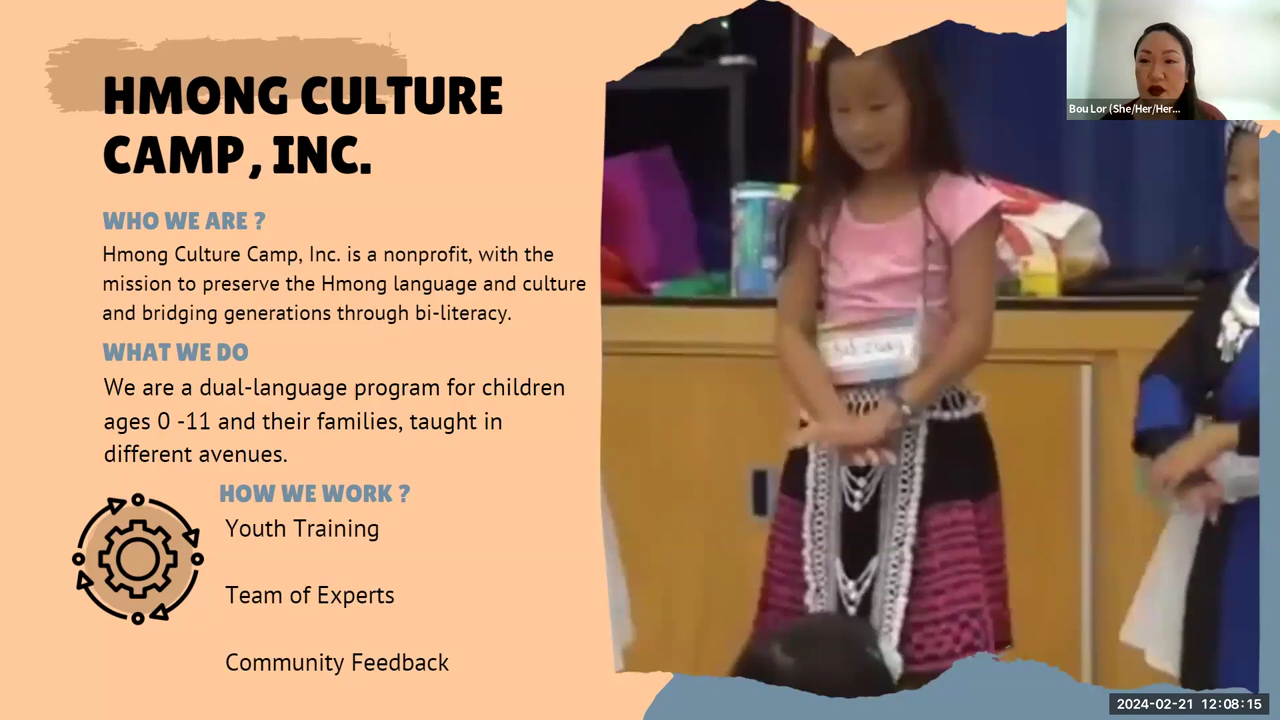 HMONG CULTURE
CAMP, INC.
WHO WE ARE ?
Hmong Culture Camp, Inc. is a nonprofit, with the
mission to preserve the Hmong language and culture
and bridging generations through bi-literacy.
WHAT WE DO
We are a dual-language program for children
ages 0 -11 and their families, taught in
different avenues.
HOW WE WORK ?
Youth Training
Team of Experts
Community Feedback
Bou Lor (She/Her/Her...
2024-02-21 12:08:15